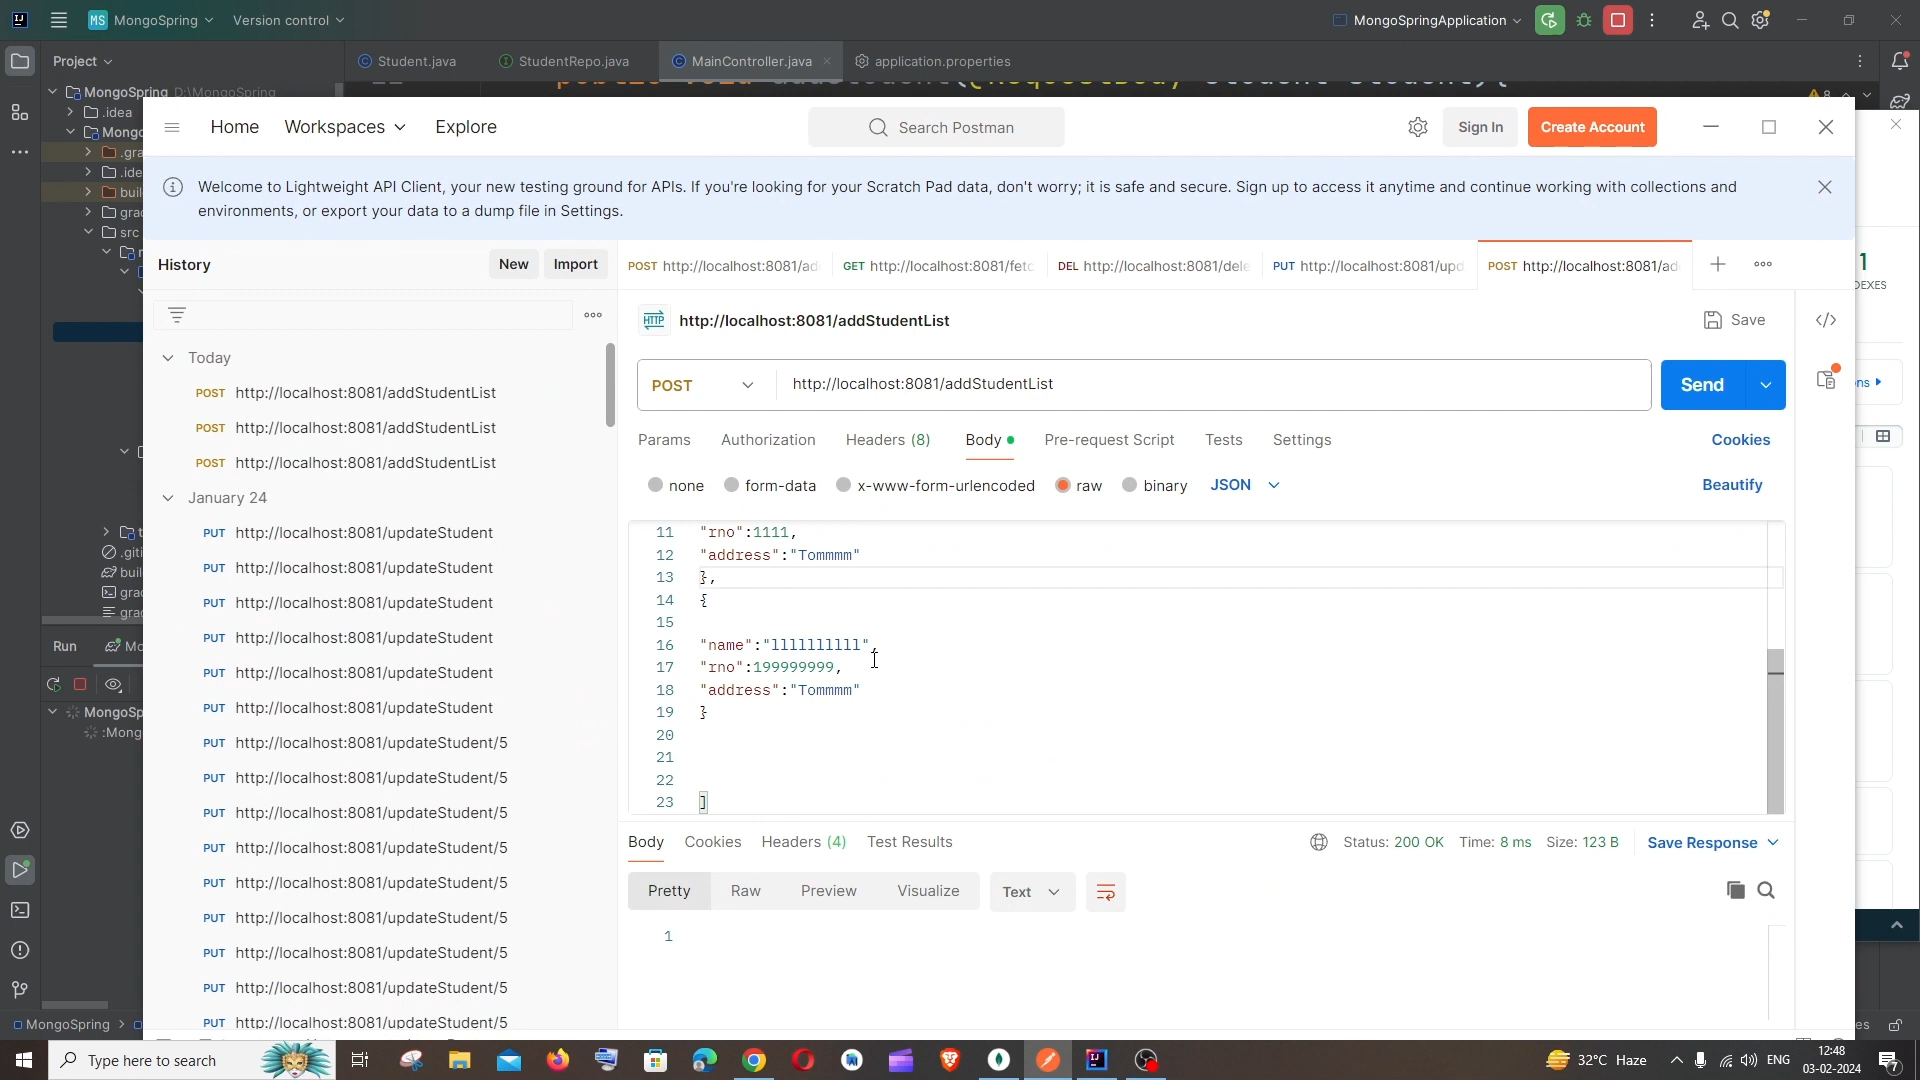 MS MongoSpring Version control MongoSpringApplication
Project Student.java StudentRepo.java MainController.java application.properties
MongoSpring D:\MongoSpring
.idea
Home Workspaces Explore Search Postman Sign In Create Account
Welcome to Lightweight API Client, your new testing ground for APIs. If you're looking for your Scratch Pad data, don't worry; it is safe and secure. Sign up to access it anytime and continue working with collections and
environments, or export your data to a dump file in Settings.
src
History New Import POST http://localhost:8081/ad GET http://localhost:8081/fetc DEL http://localhost:8081/dele PUT http://localhost:8081/upd POST http://localhost:8081/ad 1
DEXES
HTTP http://localhost:8081/addStudentList Save
Today
POST http://localhost:8081/addStudentList
POST http://localhost:8081/addStudentList
POST http://localhost:8081/addStudentList
January 24
PUT http://localhost:8081/updateStudent
PUT http://localhost:8081/updateStudent
PUT http://localhost:8081/updateStudent
PUT http://localhost:8081/updateStudent
PUT http://localhost:8081/updateStudent
PUT http://localhost:8081/updateStudent
PUT http://localhost:8081/updateStudent/5
PUT http://localhost:8081/updateStudent/5
PUT http://localhost:8081/updateStudent/5
PUT http://localhost:8081/updateStudent/5
PUT http://localhost:8081/updateStudent/5
PUT http://localhost:8081/updateStudent/5
PUT http://localhost:8081/updateStudent/5
PUT http://localhost:8081/updateStudent/5
PUT http://localhost:8081/updateStudent/5
POST http://localhost:8081/addStudentList Send
Params Authorization Headers (8) Body Pre-request Script Tests Settings Cookies
none form-data x-www-form-urlencoded raw binary JSON Beautify
11 "rno":1111,
12 "address":"Tommmm"
13 },
14 {
15
16 "name":"llllllllll",
17 "rno":199999999,
18 "address":"Tommmm"
19 }
20
21
22
23 ]
Body Cookies Headers (4) Test Results Status: 200 OK Time: 8 ms Size: 123 B Save Response
Pretty Raw Preview Visualize Text
1
Run
MongoSp
:Mong
MongoSpring
Type here to search 32°C Haze ENG 12:48
03-02-2024 7